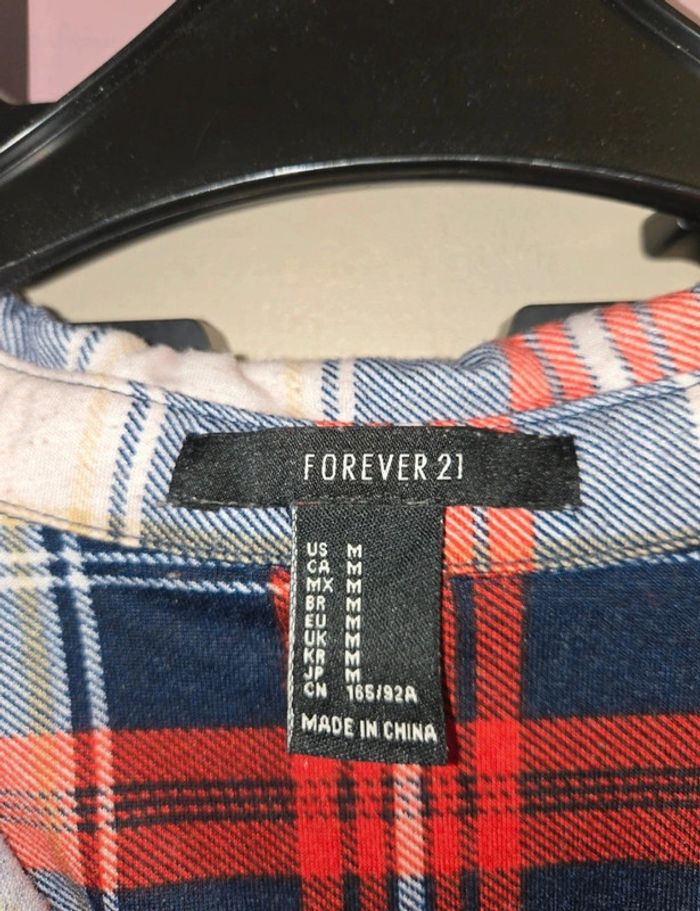 FOREVER 21
US M
CA M
MX M
BR M
EU M
UK M
KR M
JP M
CN 165/92A
MADE IN CHINA